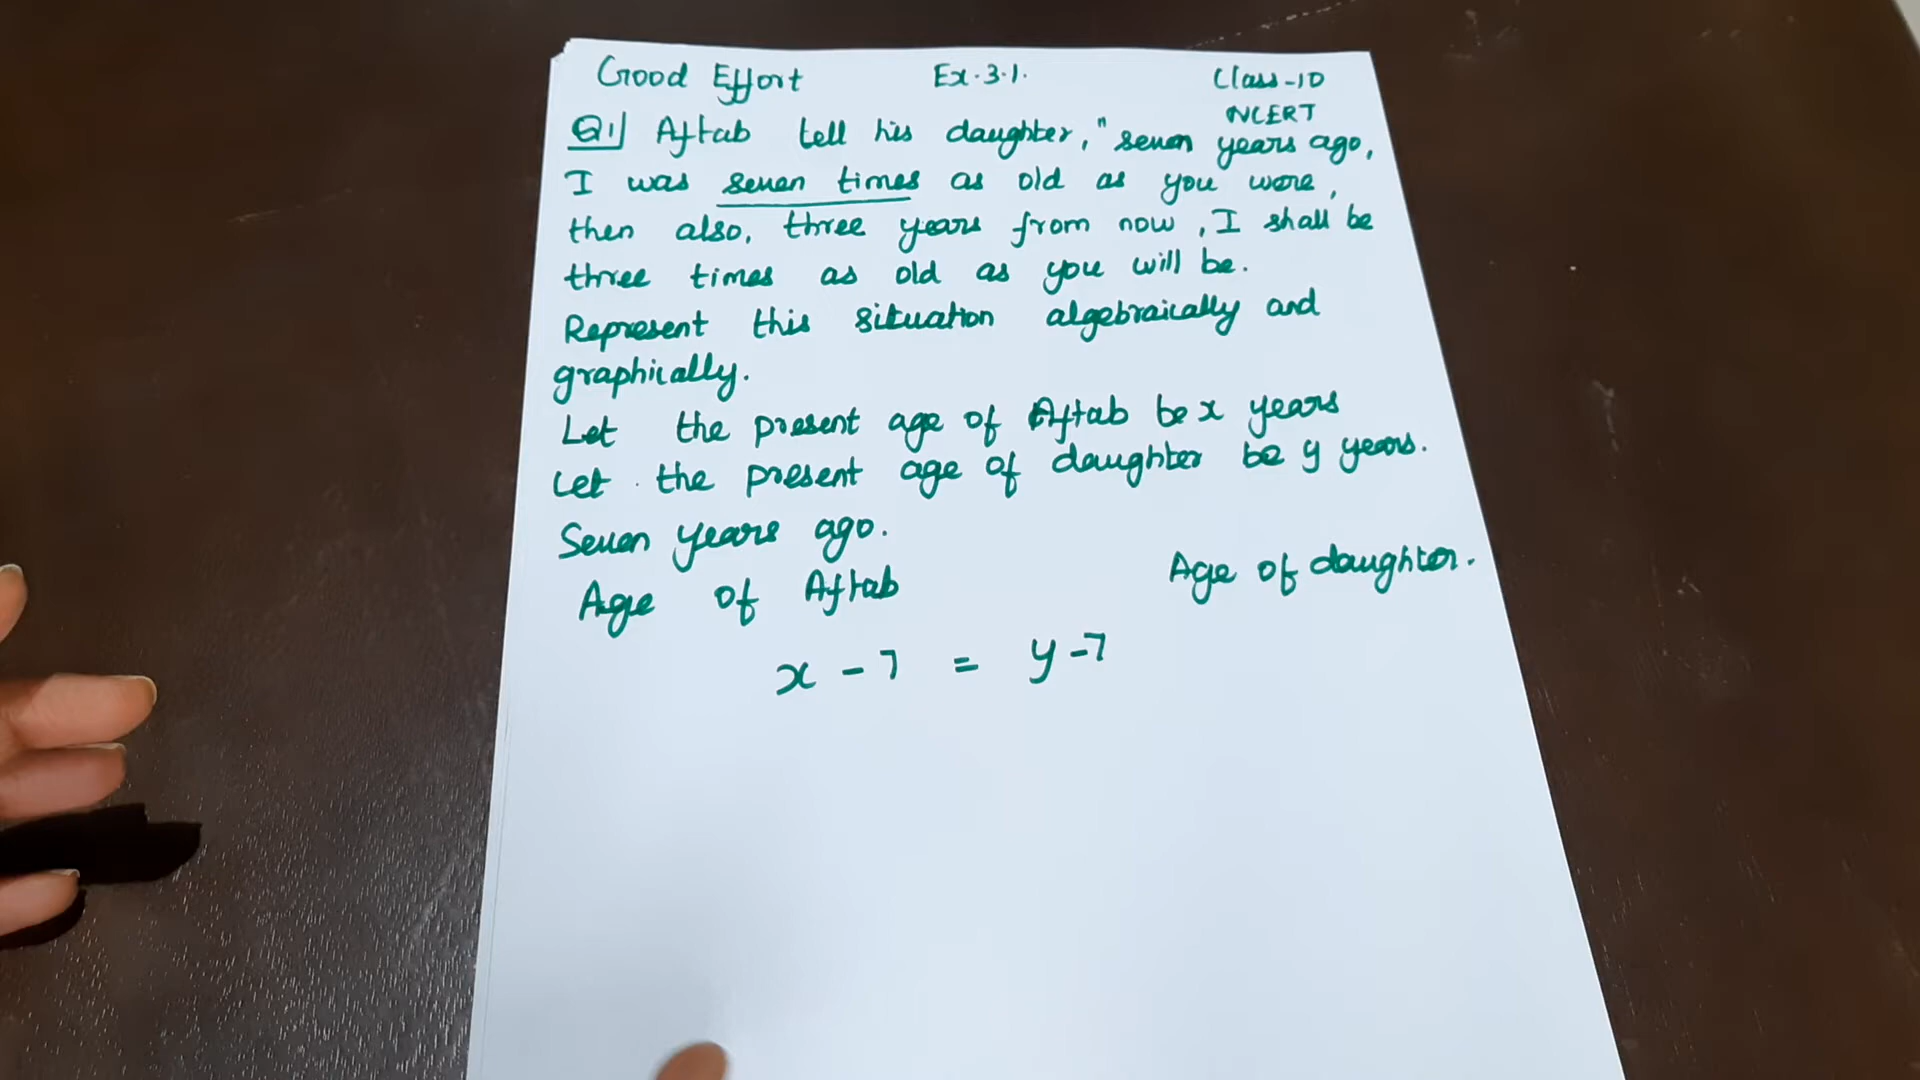 Good Effort Ex.3.1. Class-10
NCERT
Q1 Aftab tell his daughter, "seven years ago,
I was seven times as old as you were,
then also, three years from now, I shall be
three times as old as you will be.
Represent this situation algebraically and
graphically.
Let the present age of Aftab be x years
Let the present age of daughter be y years.
Seven years ago.
Age of Aftab Age of daughter.
x - 7 = y - 7